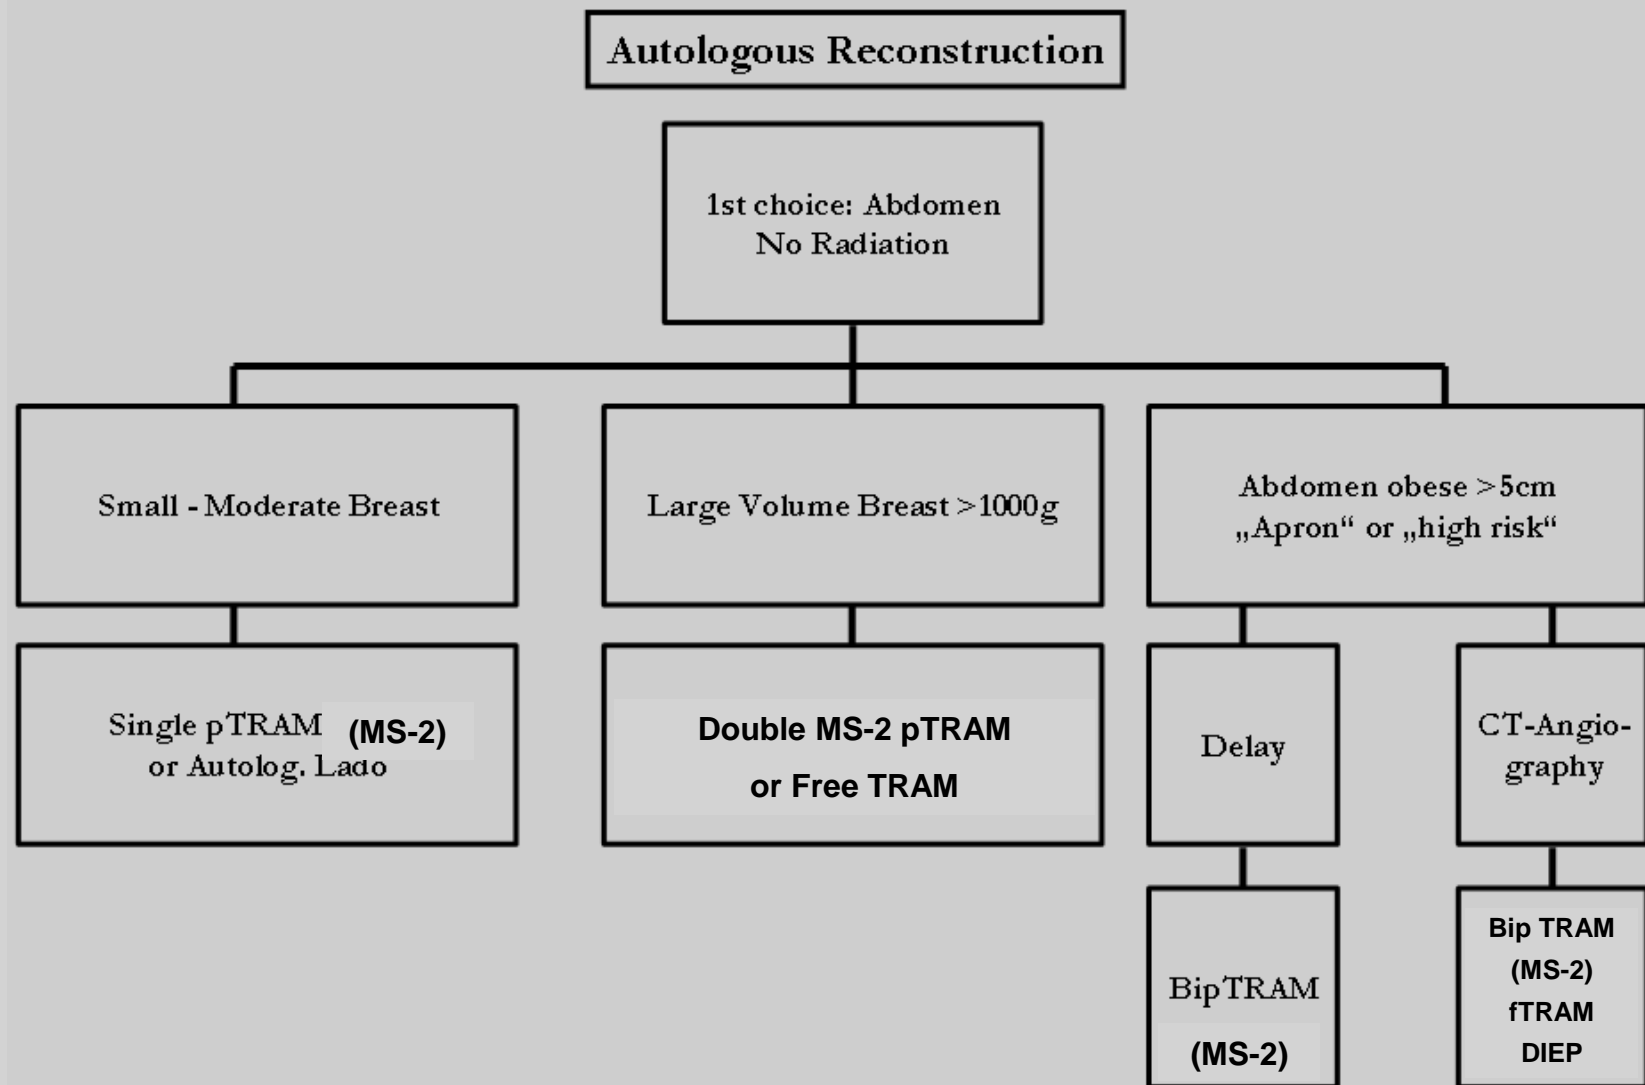 Autologous Reconstruction
1st choice: Abdomen
No Radiation
Small - Moderate Breast
Large Volume Breast >1000g
Abdomen obese >5cm
„Apron“ or „high risk“
Single pTRAM (MS-2)
or Autolog. Lado
Double MS-2 pTRAM
or Free TRAM
Delay
CT-Angio-
graphy
BipTRAM
(MS-2)
Bip TRAM
(MS-2)
fTRAM
DIEP